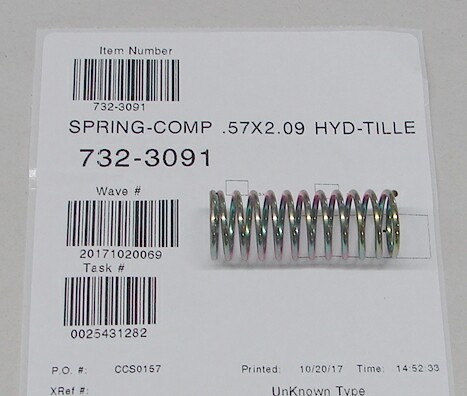 Item Number
732-3091
SPRING-COMP .57X2.09 HYD-TILLE
732-3091
Wave #
20171020069
Task #
0025431282
P.O. #: CCS0157 Printed: 10/20/17 Time: 14:52:33
XRef #: UnKnown Type